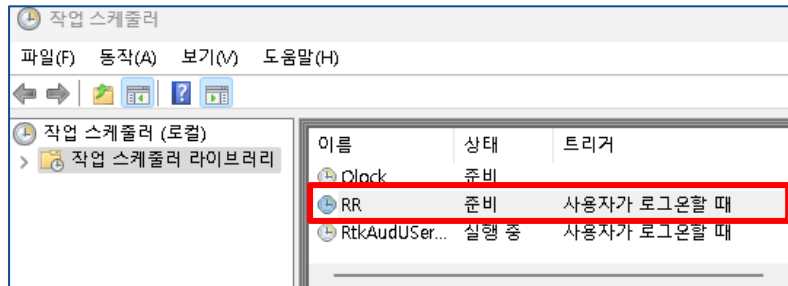 작업 스케줄러
파일(F) 동작(A) 보기(V) 도움말(H)
작업 스케줄러 (로컬)
작업 스케줄러 라이브러리
이름 상태 트리거
Qlock 준비
RR 준비 사용자가 로그온할 때
RtkAudUSer... 실행 중 사용자가 로그온할 때